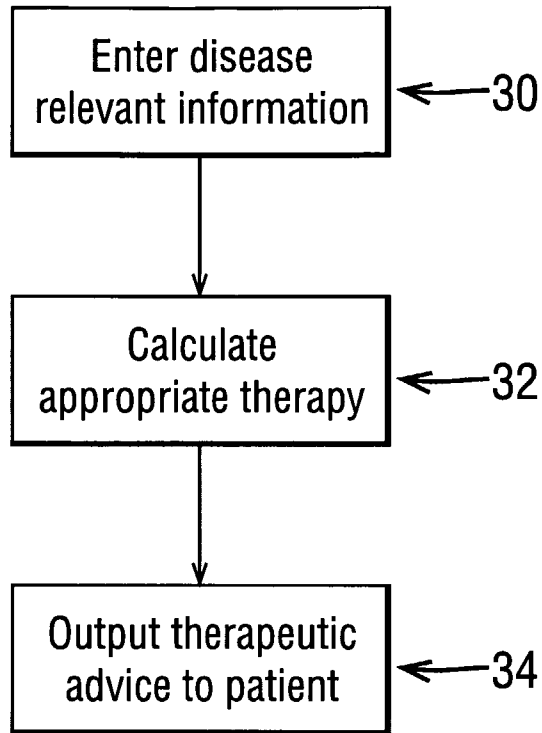 Enter disease
relevant information
30
Calculate
appropriate therapy
32
Output therapeutic
advice to patient
34